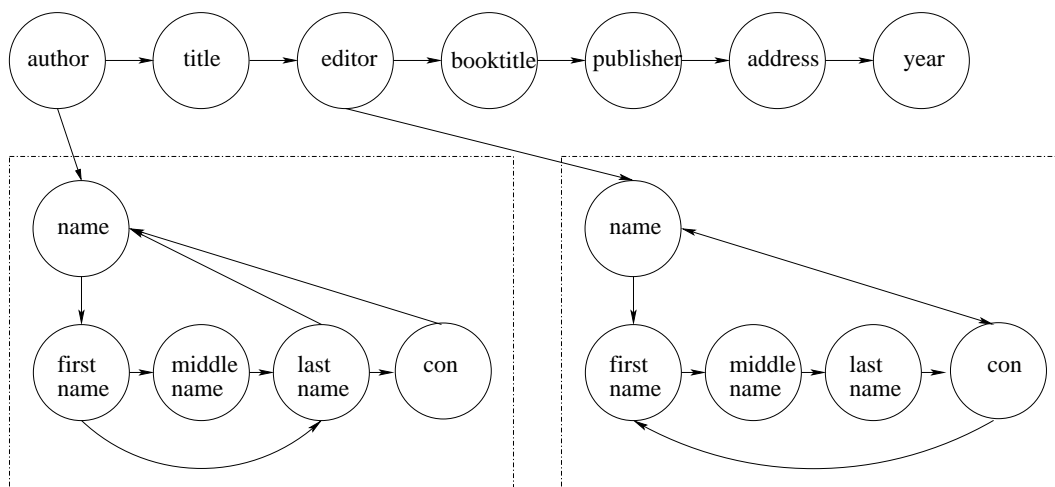 author title editor booktitle publisher address year
name name
first middle last con first middle last con
name name name name name name